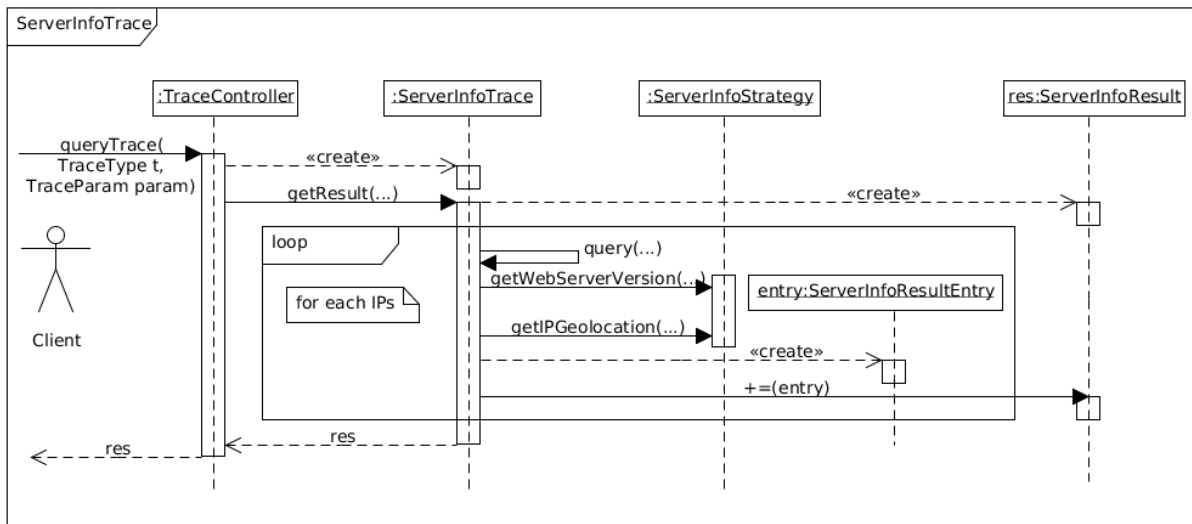 ServerInfoTrace
:TraceController
:ServerInfoTrace
:ServerInfoStrategy
res:ServerInfoResult
queryTrace(
TraceType t,
TraceParam param)
«create»
getResult(...)
«create»
loop
query(...)
getWebServerVersion(...)
entry:ServerInfoResultEntry
for each IPs
getIPGeolocation(...)
Client
«create»
+=(entry)
res
res